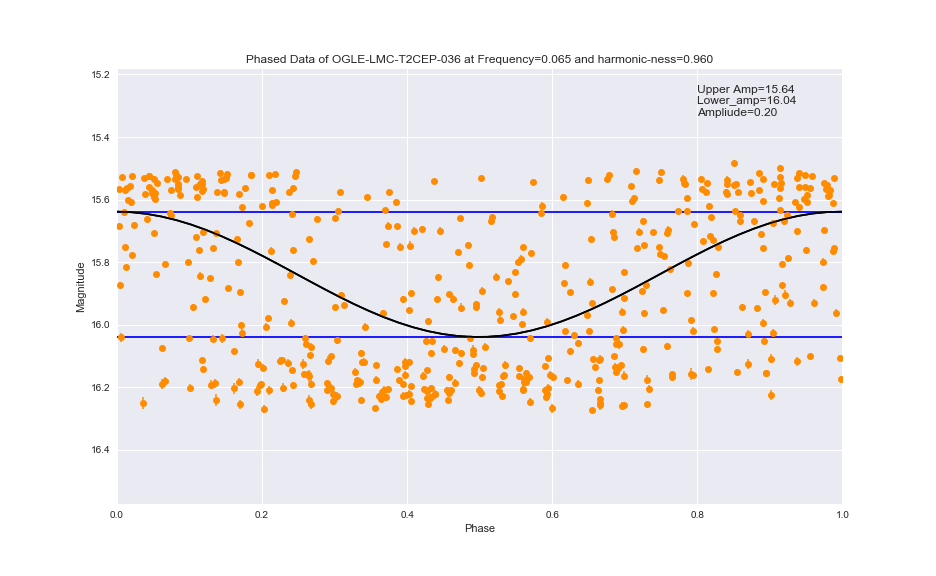 Phased Data of OGLE-LMC-T2CEP-036 at Frequency=0.065 and harmonic-ness=0.960
Upper Amp=15.64
Lower_amp=16.04
Ampliude=0.20
15.2
15.4
15.6
15.8
16.0
16.2
16.4
Magnitude
0.0
0.2
0.4
0.6
0.8
1.0
Phase